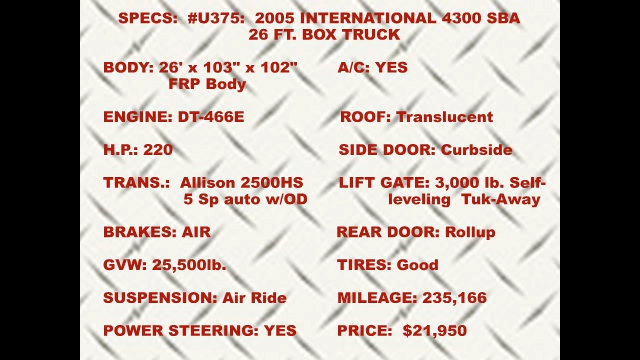 SPECS: #U375: 2005 INTERNATIONAL 4300 SBA
26 FT. BOX TRUCK
BODY: 26' x 103" x 102"
FRP Body
A/C: YES
ENGINE: DT-466E
ROOF: Translucent
H.P.: 220
SIDE DOOR: Curbside
TRANS.: Allison 2500HS
5 Sp auto w/OD
LIFT GATE: 3,000 lb. Self-
leveling Tuk-Away
BRAKES: AIR
REAR DOOR: Rollup
GVW: 25,500lb.
TIRES: Good
SUSPENSION: Air Ride
MILEAGE: 235,166
POWER STEERING: YES
PRICE: $21,950